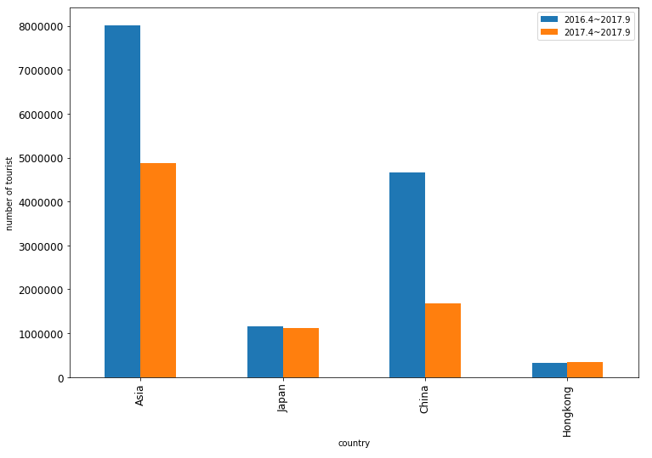 2016.4~2017.9
2017.4~2017.9
8000000
7000000
6000000
5000000
4000000
3000000
2000000
1000000
0
number of tourist
Asia
Japan
China
Hongkong
country